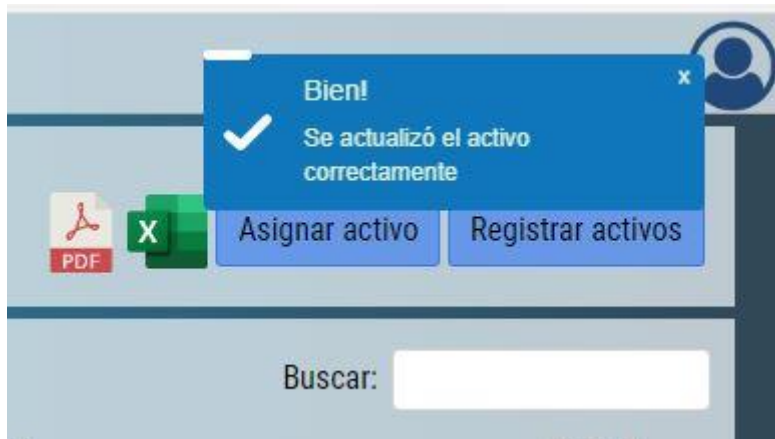 Bien!
x
Se actualizó el activo
correctamente
PDF
X
Asignar activo
Registrar activos
Buscar: